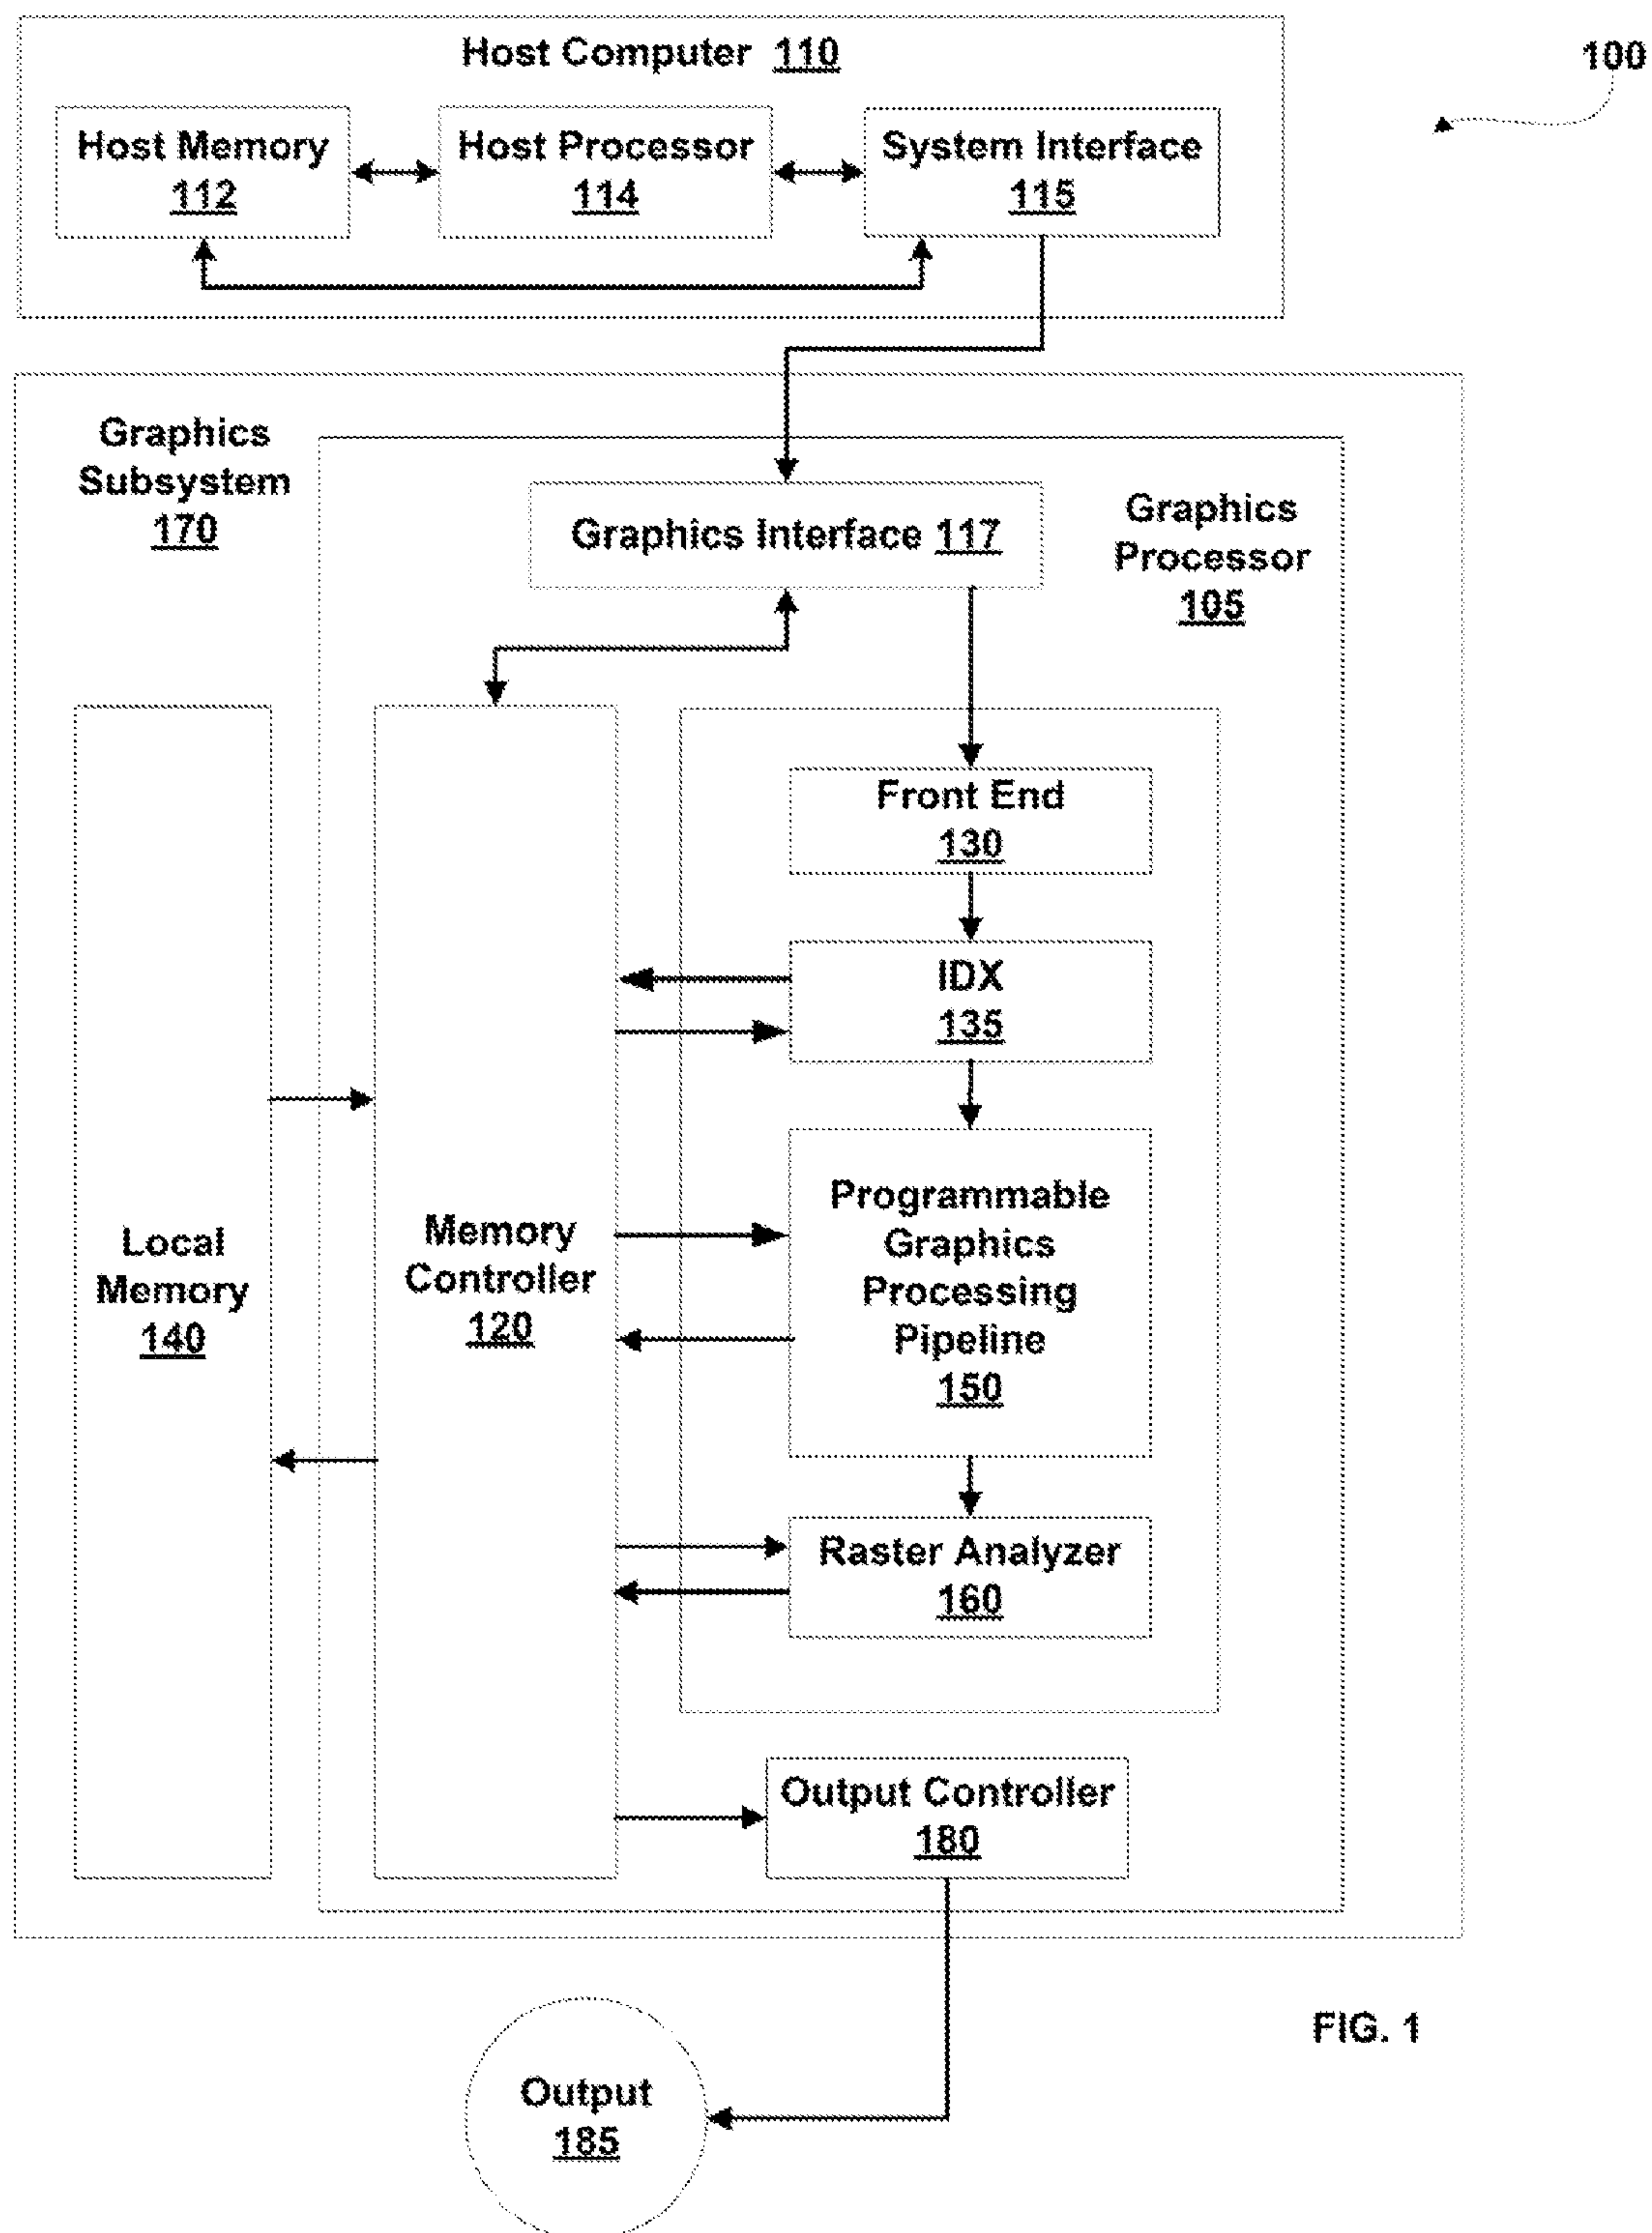 Host Computer 110
100
Host Memory
112
Host Processor
114
System Interface
115
Graphics
Subsystem
170
Graphics Interface 117
Graphics
Processor
105
Front End
130
IDX
135
Local
Memory
140
Memory
Controller
120
Programmable
Graphics
Processing
Pipeline
150
Raster Analyzer
160
Output Controller
180
FIG. 1
Output
185